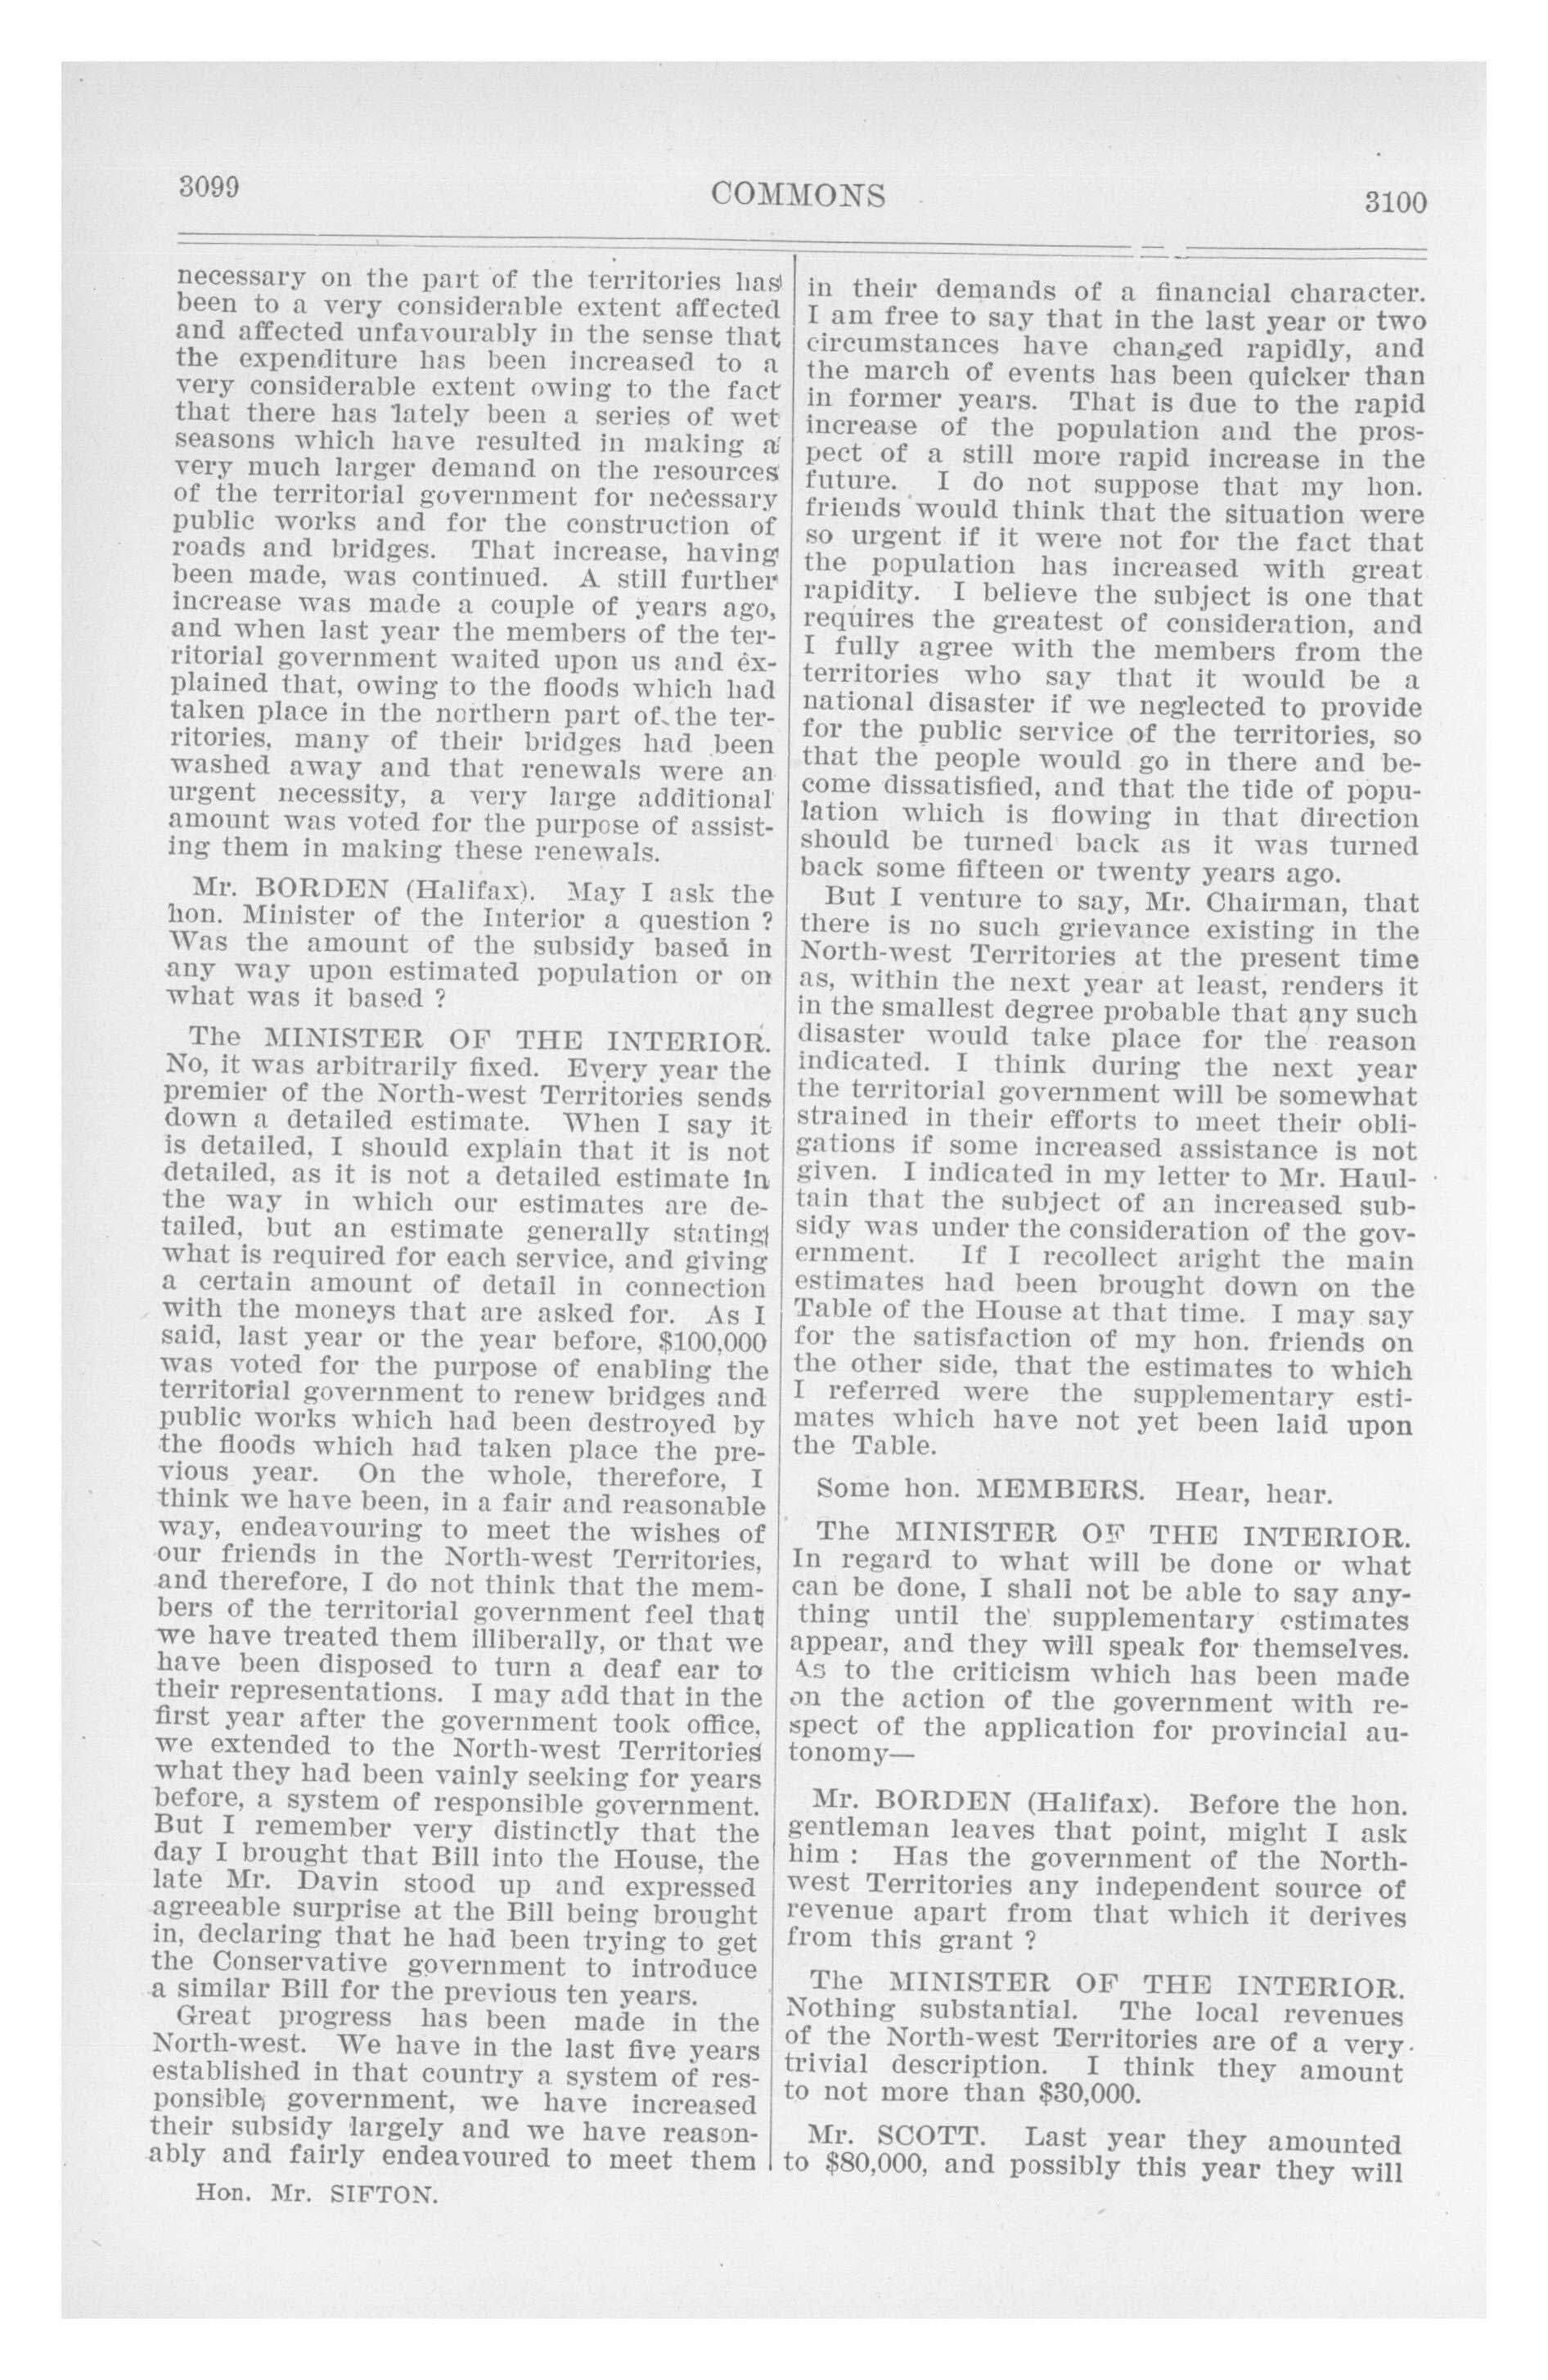 3099
COMMONS
3100
necessary on the part of the territories has
been to a very considerable extent affected
and affected unfavourably in the sense that
the expenditure has been increased to a
very considerable extent owing to the fact
that there has lately been a series of wet
seasons which have resulted in making a
very much larger demand on the resources
of the territorial government for necessary
public works and for the construction of
roads and bridges. That increase, having
been made, was continued. A still further
increase was made a couple of years ago,
and when last year the members of the ter-
ritorial government waited upon us and ex-
plained that, owing to the floods which had
taken place in the northern part of the ter-
ritories, many of their bridges had been
washed away and that renewals were an
urgent necessity, a very large additional
amount was voted for the purpose of assist-
ing them in making these renewals.
Mr. BORDEN (Halifax). May I ask the
hon. Minister of the Interior a question ?
Was the amount of the subsidy based in
any way upon estimated population or on
what was it based ?
The MINISTER OF THE INTERIOR.
No, it was arbitrarily fixed. Every year the
premier of the North-west Territories sends
down a detailed estimate. When I say it
is detailed, I should explain that it is not
detailed, as it is not a detailed estimate in
the way in which our estimates are de-
tailed, but an estimate generally stating
what is required for each service, and giving
a certain amount of detail in connection
with the moneys that are asked for. As I
said, last year or the year before, $100,000
was voted for the purpose of enabling the
territorial government to renew bridges and
public works which had been destroyed by
the floods which had taken place the pre-
vious year. On the whole, therefore, I
think we have been, in a fair and reasonable
way, endeavouring to meet the wishes of
our friends in the North-west Territories,
and therefore, I do not think that the mem-
bers of the territorial government feel that
we have treated them illiberally, or that we
have been disposed to turn a deaf ear to
their representations. I may add that in the
first year after the government took office,
we extended to the North-west Territories
what they had been vainly seeking for years
before, a system of responsible government.
But I remember very distinctly that the
day I brought that Bill into the House, the
late Mr. Davin stood up and expressed
agreeable surprise at the Bill being brought
in, declaring that he had been trying to get
the Conservative government to introduce
a similar Bill for the previous ten years.
Great progress has been made in the
North-west. We have in the last five years
established in that country a system of res-
ponsible government, we have increased
their subsidy largely and we have reason-
ably and fairly endeavoured to meet them
Hon. Mr. SIFTON.
in their demands of a financial character.
I am free to say that in the last year or two
circumstances have changed rapidly, and
the march of events has been quicker than
in former years. That is due to the rapid
increase of the population and the pros-
pect of a still more rapid increase in the
future. I do not suppose that my hon.
friends would think that the situation were
so urgent if it were not for the fact that
the population has increased with great
rapidity. I believe the subject is one that
requires the greatest of consideration, and
I fully agree with the members from the
territories who say that it would be a
national disaster if we neglected to provide
for the public service of the territories, so
that the people would go in there and be-
come dissatisfied, and that the tide of popu-
lation which is flowing in that direction
should be turned back as it was turned
back some fifteen or twenty years ago.
But I venture to say, Mr. Chairman, that
there is no such grievance existing in the
North-west Territories at the present time
as, within the next year at least, renders it
in the smallest degree probable that any such
disaster would take place for the reason
indicated. I think during the next year
the territorial government will be somewhat
strained in their efforts to meet their obli-
gations if some increased assistance is not
given. I indicated in my letter to Mr. Haul-
tain that the subject of an increased sub-
sidy was under the consideration of the gov-
ernment. If I recollect aright the main
estimates had been brought down on the
Table of the House at that time. I may say
for the satisfaction of my hon. friends on
the other side, that the estimates to which
I referred were the supplementary esti-
mates which have not yet been laid upon
the Table.
Some hon. MEMBERS. Hear, hear.
The MINISTER OF THE INTERIOR.
In regard to what will be done or what
can be done, I shall not be able to say any-
thing until the supplementary estimates
appear, and they will speak for themselves.
As to the criticism which has been made
on the action of the government with re-
spect of the application for provincial au-
tonomy—
Mr. BORDEN (Halifax). Before the hon.
gentleman leaves that point, might I ask
him : Has the government of the North-
west Territories any independent source of
revenue apart from that which it derives
from this grant ?
The MINISTER OF THE INTERIOR.
Nothing substantial. The local revenues
of the North-west Territories are of a very
trivial description. I think they amount
to not more than $30,000.
Mr. SCOTT. Last year they amounted
to $80,000, and possibly this year they will